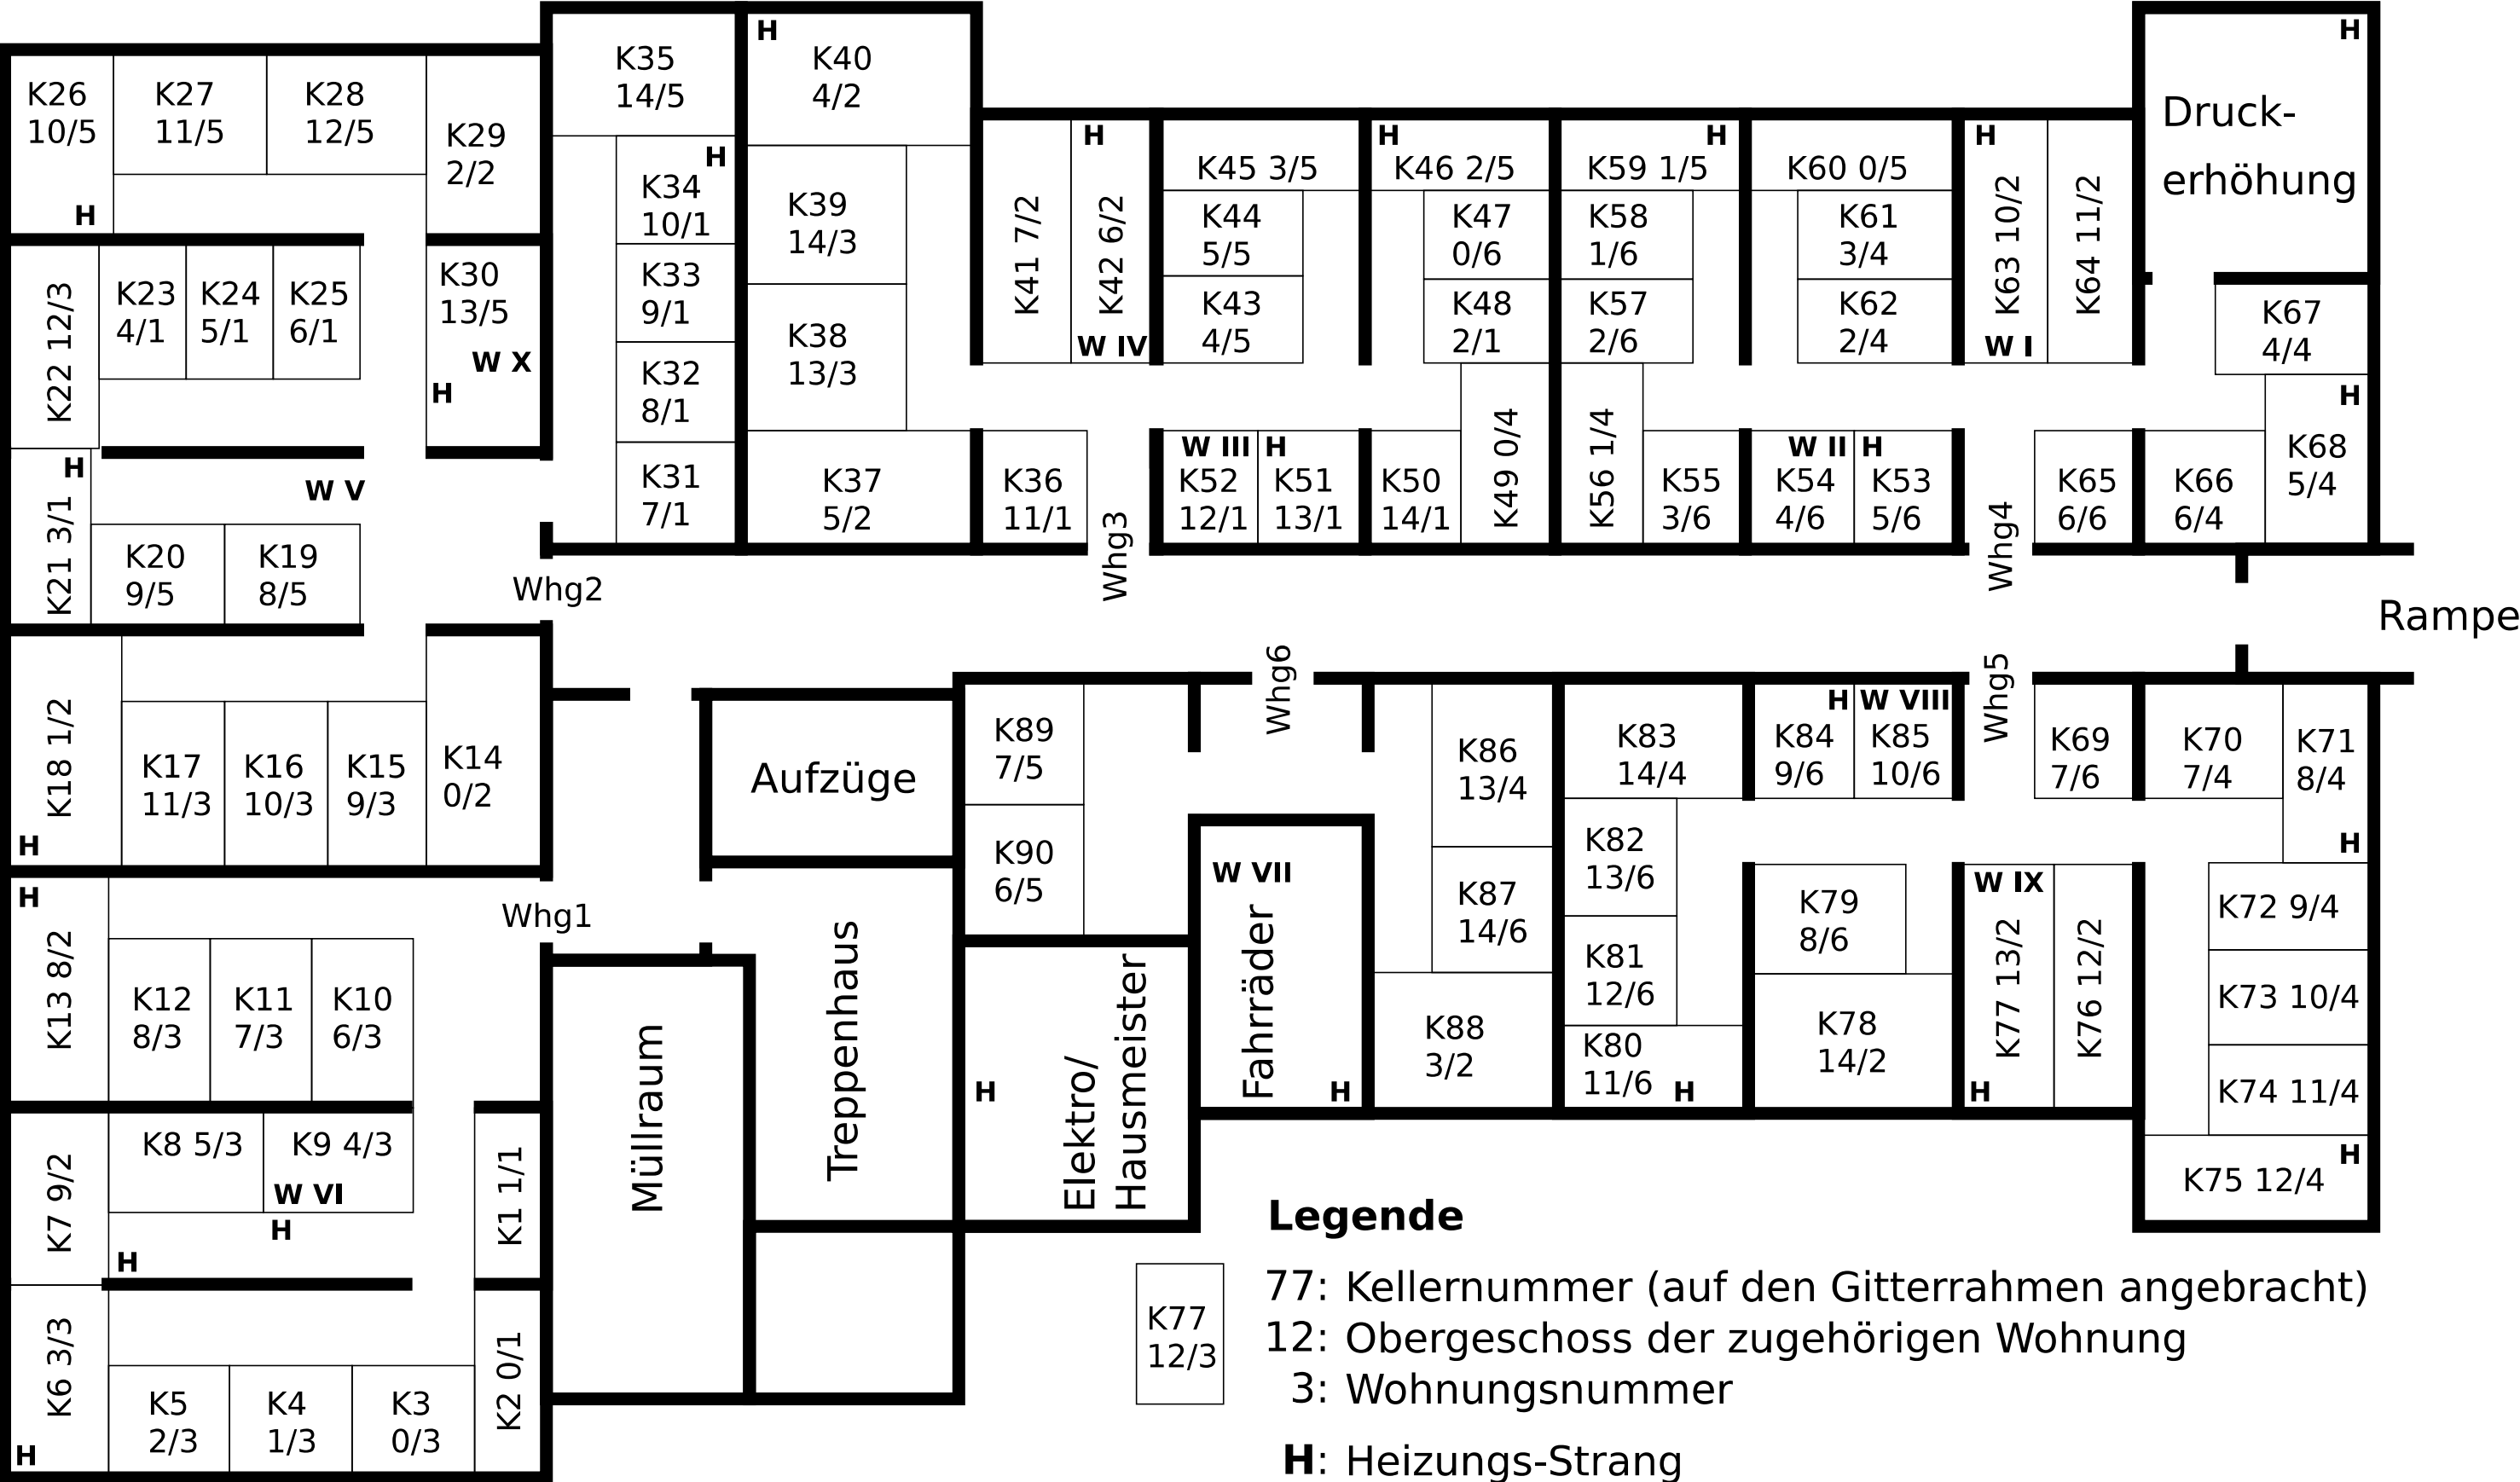 K26
10/5
H
K27
11/5
K28
12/5
K29
2/2
K35
14/5
H
K40
4/2
H
K34
10/1
K33
9/1
K32
8/1
K31
7/1
K39
14/3
K38
13/3
K37
5/2
K22 12/3
K23
4/1
K24
5/1
K25
6/1
K30
13/5
W X
H
H
K21 3/1
W V
K20
9/5
K19
8/5
K41 7/2
H
K42 6/2
W IV
K45 3/5
K44
5/5
K43
4/5
H
K46 2/5
K47
0/6
K48
2/1
K49 0/4
H
K59 1/5
K58
1/6
K57
2/6
K56 1/4
K60 0/5
K61
3/4
K62
2/4
H
K63 10/2
W I
K64 11/2
H
Druck-
erhöhung
K67
4/4
H
K68
5/4
K36
11/1
Whg3
W III
K52
12/1
H
K51
13/1
K50
14/1
K55
3/6
W II
K54
4/6
H
K53
5/6
Whg4
K65
6/6
K66
6/4
Whg2
Rampe
K18 1/2
H
K17
11/3
K16
10/3
K15
9/3
K14
0/2
Aufzüge
K89
7/5
K90
6/5
Whg6
K86
13/4
K87
14/6
K88
3/2
K83
14/4
K82
13/6
K81
12/6
K80
11/6
H
H
K84
9/6
W VIII
K85
10/6
Whg5
K69
7/6
K70
7/4
K71
8/4
H
K79
8/6
K78
14/2
W IX
K77 13/2
H
K76 12/2
K72 9/4
K73 10/4
K74 11/4
H
K75 12/4
H
K13 8/2
Whg1
K12
8/3
K11
7/3
K10
6/3
Müllraum
Treppenhaus
H
Elektro/
Hausmeister
W VII
Fahrräder
H
K7 9/2
K8 5/3
K9 4/3
W VI
H
H
K1 1/1
K6 3/3
H
K5
2/3
K4
1/3
K3
0/3
K2 0/1
Legende
K77
12/3
77: Kellernummer (auf den Gitterrahmen angebracht)
12: Obergeschoss der zugehörigen Wohnung
3: Wohnungsnummer
H: Heizungs-Strang